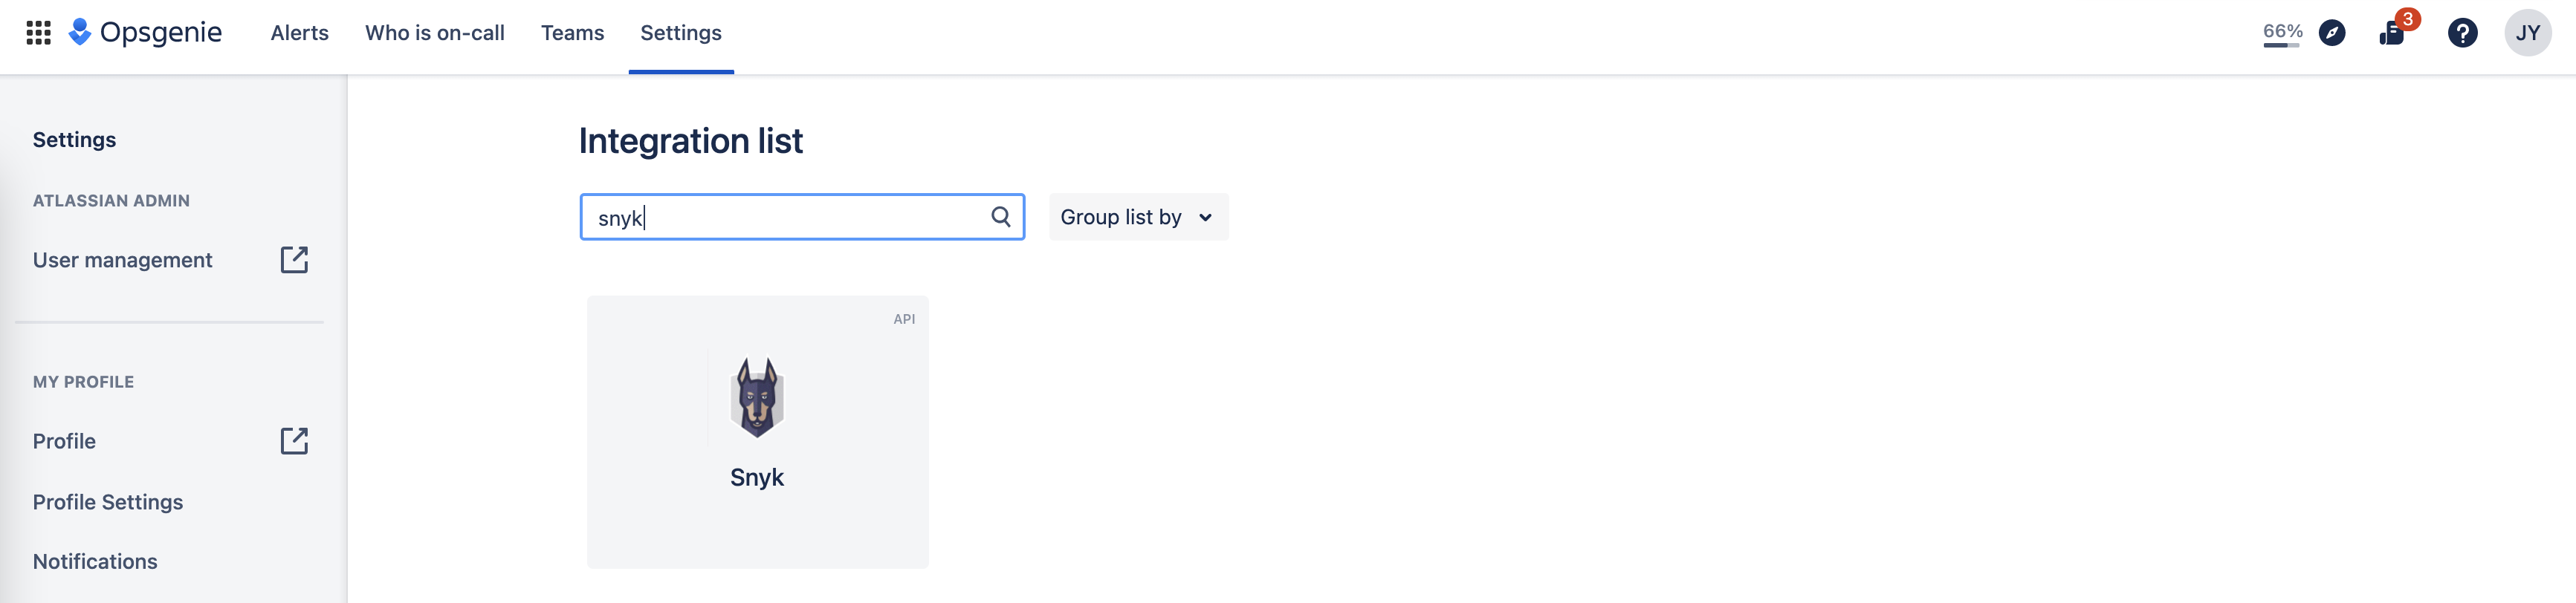 Opsgenie
Alerts
Who is on-call
Teams
Settings
66%
3
?
JY
Settings
ATLASSIAN ADMIN
User management
MY PROFILE
Profile
Profile Settings
Notifications
Integration list
snyk
Group list by
API
Snyk